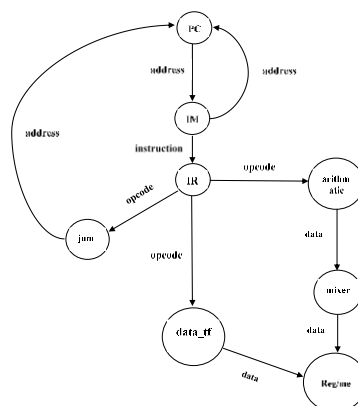 PC
address
address
IM
address
instruction
IR
opcode
arithm
atic
opcode
jum
opcode
data
mixer
data_tf
data
data
Reg/me